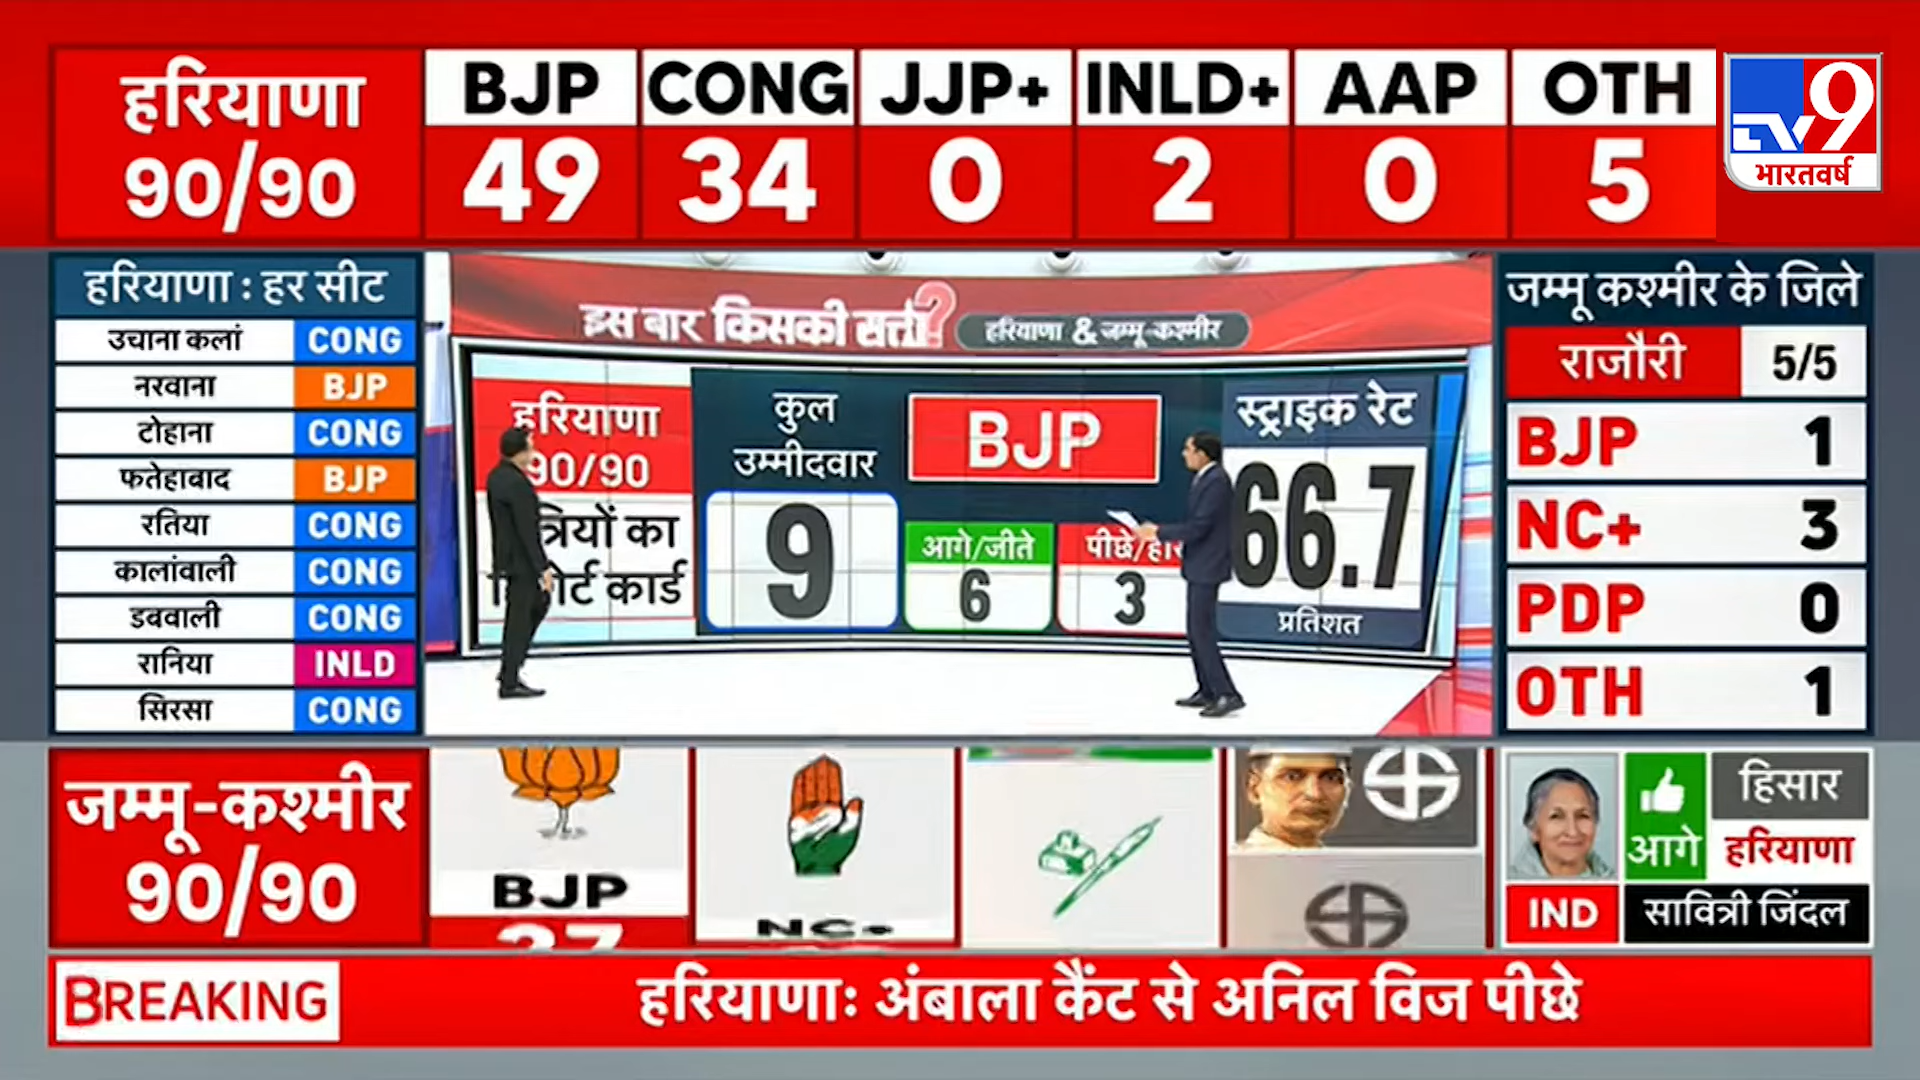 हरियाणा
90/90
BJP
49
CONG
34
JJP+
0
INLD+
2
AAP
0
OTH
5
TV9
भारतवर्ष
हरियाणा : हर सीट
उचाना कलां CONG
नरवाना BJP
टोहाना CONG
फतेहाबाद BJP
रतिया CONG
कालांवाली CONG
डबवाली CONG
रानिया INLD
सिरसा CONG
इस बार किसकी सत्ता?
हरियाणा & जम्मू-कश्मीर
हरियाणा
90/90
का
कार्ड
कुल
उम्मीदवार
9
BJP
आगे/जीते
6
पीछे/
3
स्ट्राइक रेट
66.7
प्रतिशत
जम्मू कश्मीर के जिले
राजौरी 5/5
BJP 1
NC+ 3
PDP 0
OTH 1
जम्मू-कश्मीर
90/90
BJP
NC+
आगे
हिसार
हरियाणा
IND
सावित्री जिंदल
BREAKING
हरियाणाः अंबाला कैंट से अनिल विज पीछे